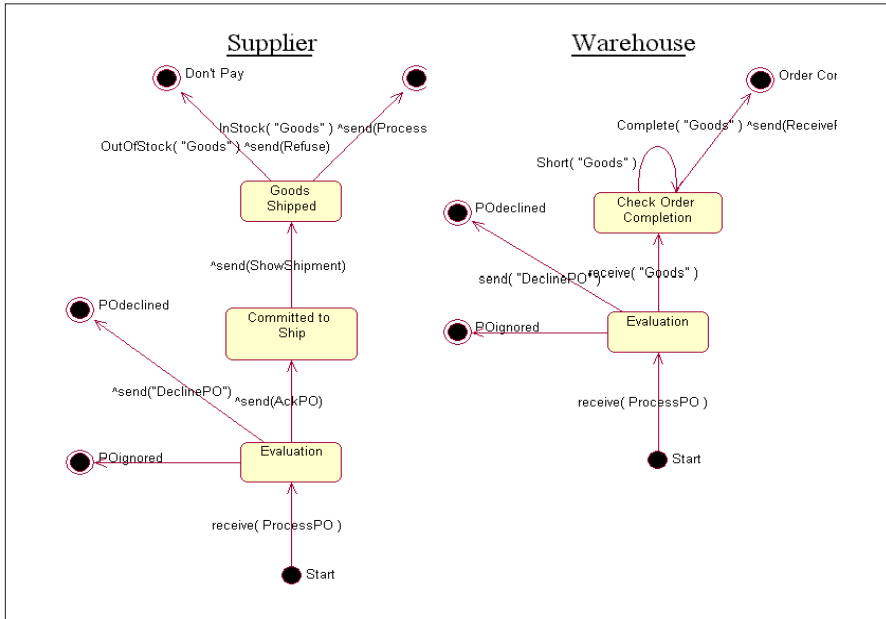 Supplier
Don't Pay
InStock( "Goods" ) ^send(Process
OutOfStock( "Goods" ) ^send(Refuse)
Goods
Shipped
^send(ShowShipment)
POdeclined
Committed to
Ship
^send("DeclinePO")
^send(AckPO)
POignored
Evaluation
receive( ProcessPO )
Start
Warehouse
Order Cor
Complete( "Goods" ) ^send(ReceiveF
Short( "Goods" )
Check Order
Completion
POdeclined
send( "DeclinePO" )
receive( "Goods" )
POignored
Evaluation
receive( ProcessPO )
Start